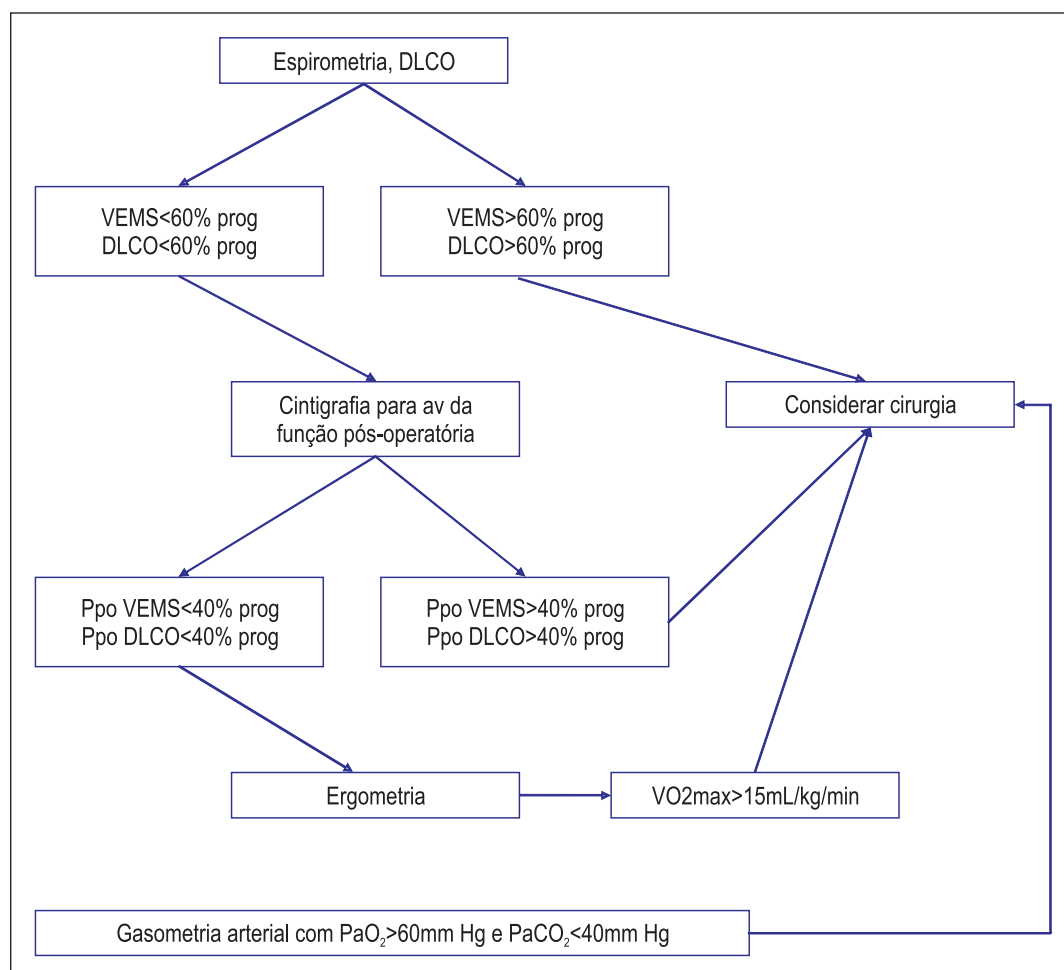 Espirometria, DLCO
VEMS<60% prog
DLCO<60% prog
VEMS>60% prog
DLCO>60% prog
Cintigrafia para av da
função pós-operatória
Considerar cirurgia
Ppo VEMS<40% prog
Ppo DLCO<40% prog
Ppo VEMS>40% prog
Ppo DLCO>40% prog
Ergometria
VO2max>15mL/kg/min
Gasometria arterial com PaO₂>60mm Hg e PaCO₂<40mm Hg